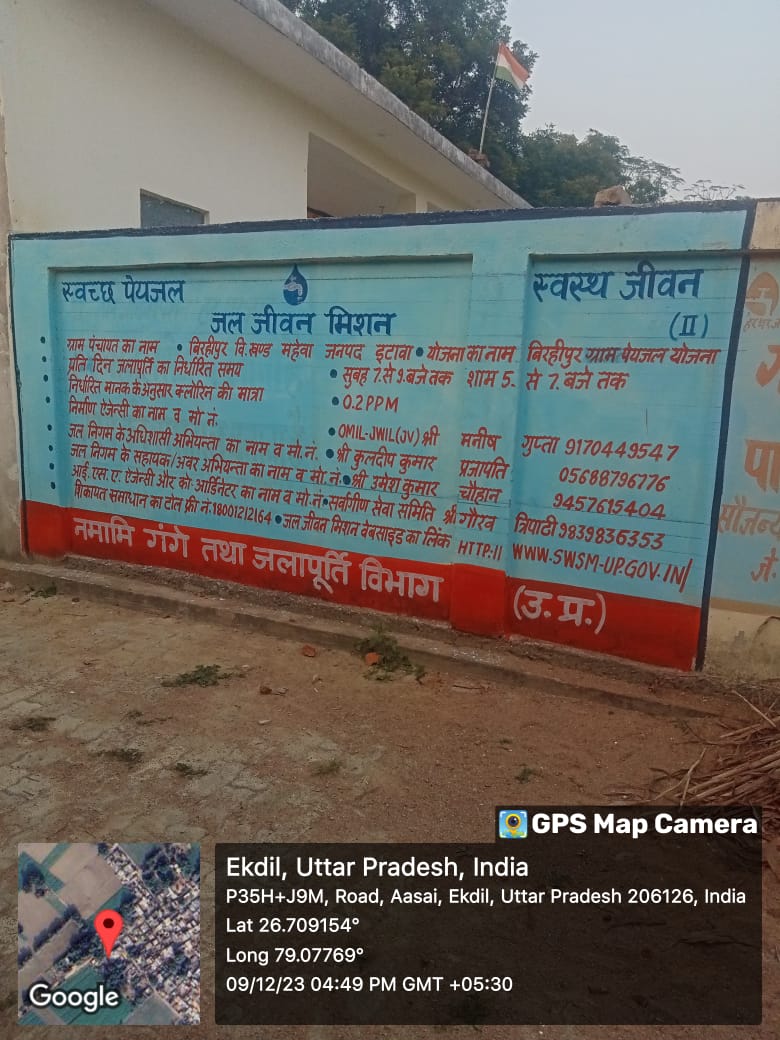 स्वच्छ पेयजल
स्वस्थ जीवन
जल जीवन मिशन
(II)
ग्राम पंचायत का नाम • बिरहीपुर वि.खण्ड महेवा जनपद इटावा • योजना का नाम बिरहीपुर ग्राम पेयजल योजना
प्रति दिन जलापूर्ति का निर्धारित समय • सुबह 7. से 9. बजे तक शाम 5. से 7. बजे तक
निर्धारित मानक के अनुसार क्लोरिन की मात्रा • 0.2 PPM
निर्माण ऐजेन्सी का नाम व मो नं: • OMIL-JWIL(JV) श्री मनीष गुप्ता 9170449547
जल निगम के अधिशासी अभियन्ता का नाम व मो. नं. • श्री कुलदीप कुमार प्रजापति 05688796776
जल निगम के सहायक/अवर अभियन्ता का नाम व मो. नं. • श्री उमेश कुमार चौहान 9457615404
आई. एस. ए. ऐजेन्सी और को-आर्डिनेटर का नाम व मो नं. • सर्वांगीण सेवा समिति श्री गौरव त्रिपाठी 9839836353
शिकायत समाधान का टोल फ्री नं. 18001212164 • जल जीवन मिशन वेबसाइड का लिंक HTTP:// WWW.SWSM-UP.GOV.IN/
नमामि गंगे तथा जलापूर्ति विभाग (उ.प्र.)
GPS Map Camera
Ekdil, Uttar Pradesh, India
P35H+J9M, Road, Aasai, Ekdil, Uttar Pradesh 206126, India
Lat 26.709154°
Long 79.07769°
09/12/23 04:49 PM GMT +05:30
Google